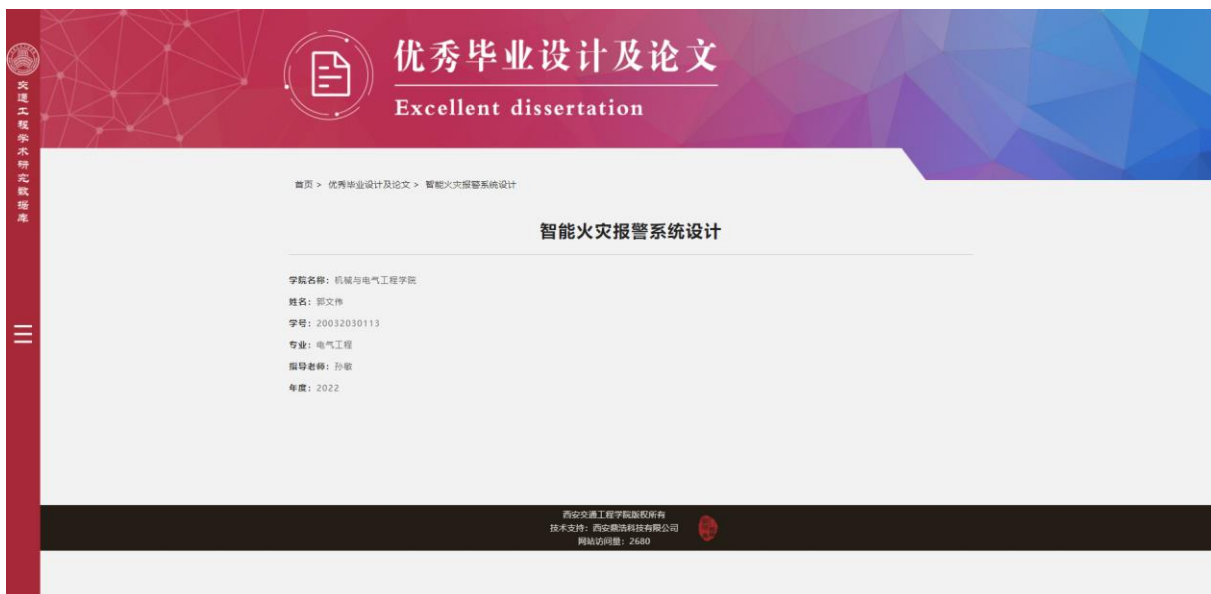 交通工程学术研究数据库
优秀毕业设计及论文
Excellent dissertation
首页 > 优秀毕业设计及论文 > 智能火灾报警系统设计
智能火灾报警系统设计
学院名称：机械与电气工程学院
姓名：郭文伟
学号：20032030113
专业：电气工程
指导老师：孙敏
年度：2022
西安交通工程学院版权所有
技术支持：西安鼎浩科技有限公司
网站访问量：2680